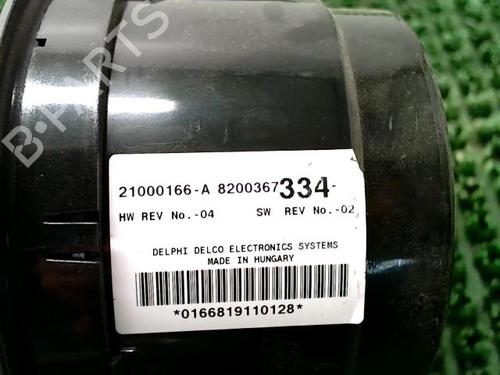 B-PARTS
21000166-A 8200367334-
HW REV No.-04 SW REV No.-02
DELPHI DELCO ELECTRONICS SYSTEMS
MADE IN HUNGARY
*0166819110128*